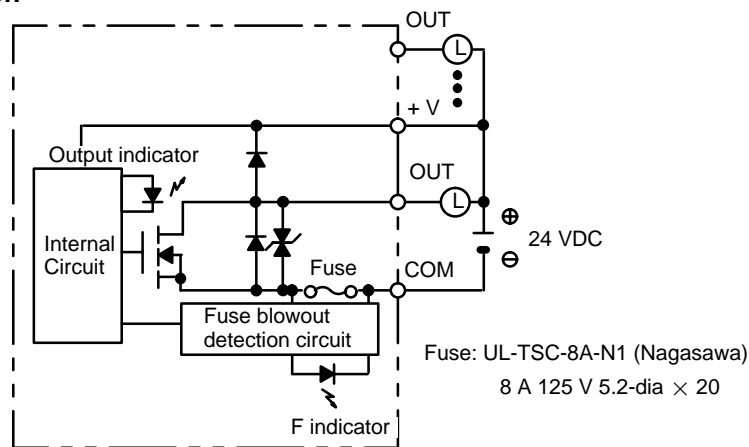 OUT
L
+ V
Output indicator
OUT
L
⊕
24 VDC
⊖
Internal
Circuit
Fuse
COM
Fuse blowout
detection circuit
Fuse: UL-TSC-8A-N1 (Nagasawa)
8 A 125 V 5.2-dia × 20
F indicator